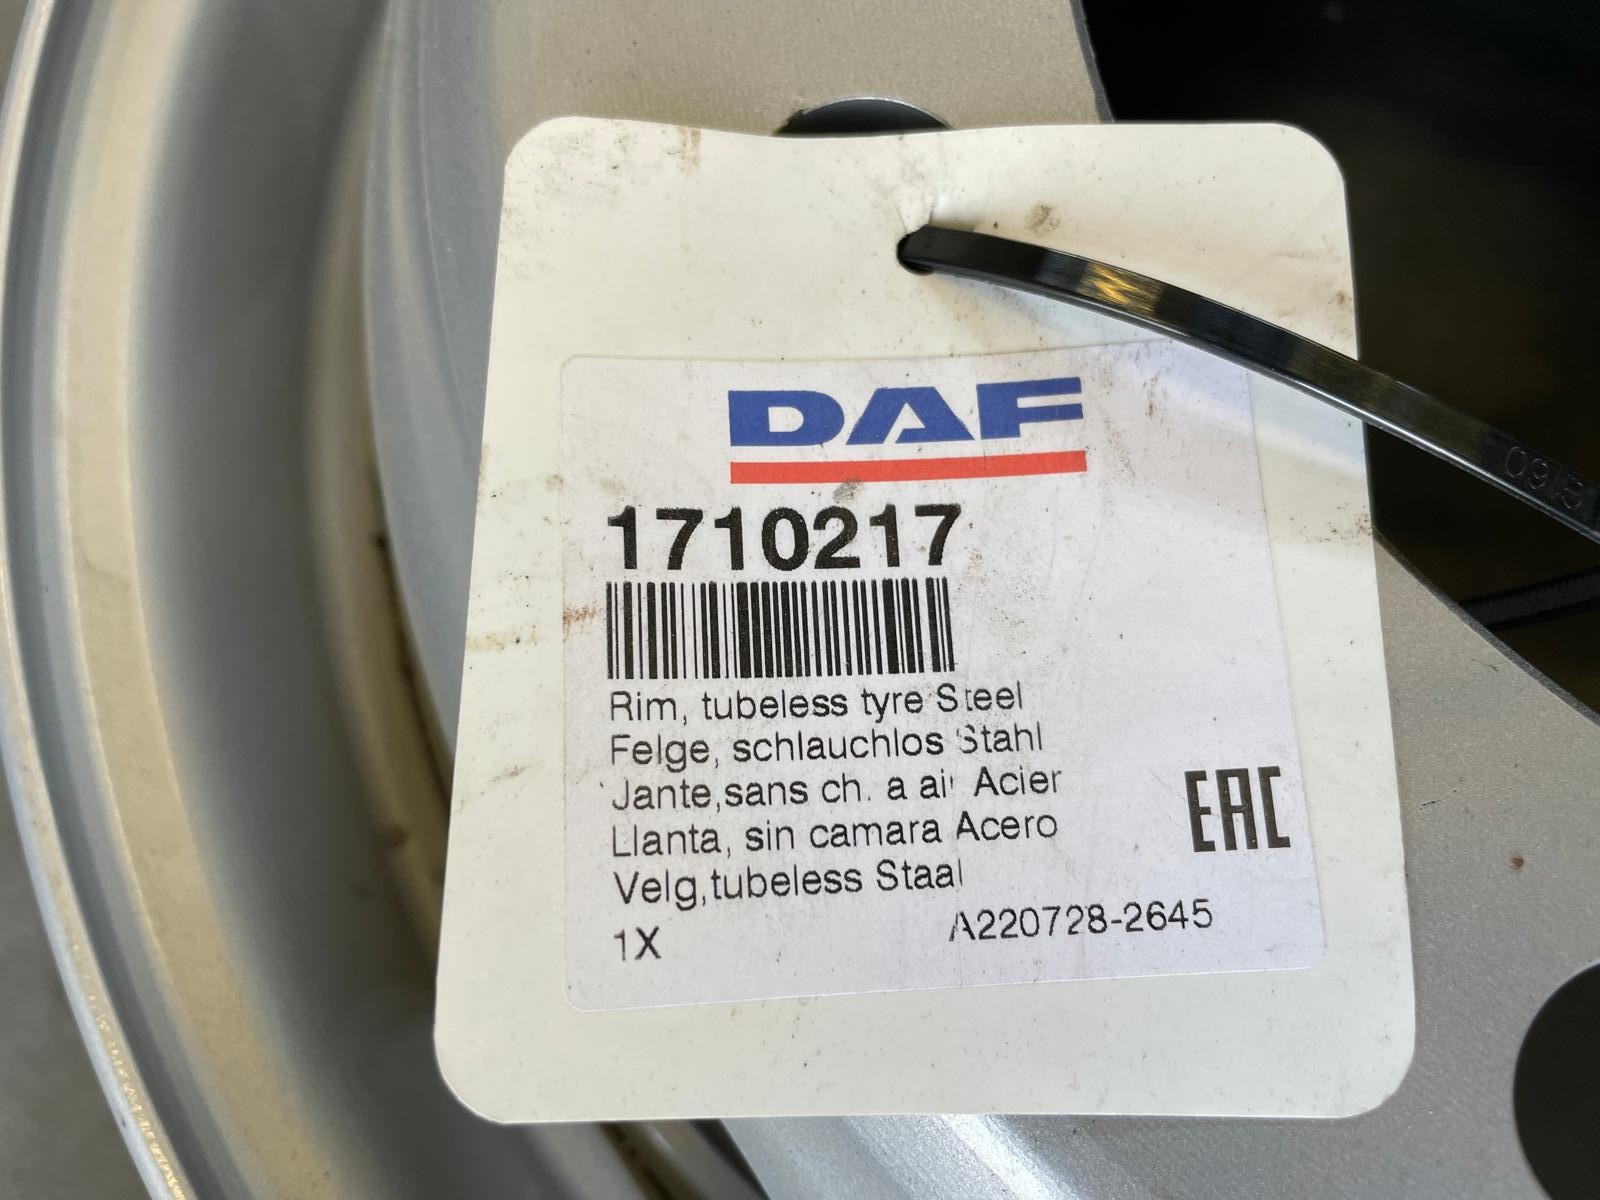 DAF
1710217
Rim, tubeless tyre Steel
Felge, schlauchlos Stahl
Jante,sans ch. a air Acier
Llanta, sin camara Acero
EAC
Velg,tubeless Staal
1X
A220728-2645